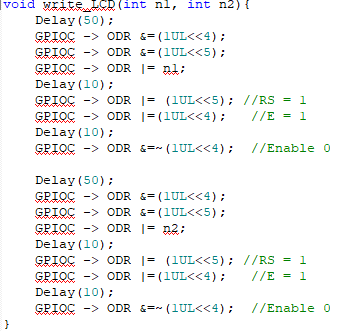 void write_LCD(int n1, int n2){
Delay(50);
GPIOC -> ODR &=(1UL<<4);
GPIOC -> ODR &=(1UL<<5);
GPIOC -> ODR |= n1;
Delay(10);
GPIOC -> ODR |= (1UL<<5); //RS = 1
GPIOC -> ODR |=(1UL<<4); //E = 1
Delay(10);
GPIOC -> ODR &=~(1UL<<4); //Enable 0
Delay(50);
GPIOC -> ODR &=(1UL<<4);
GPIOC -> ODR &=(1UL<<5);
GPIOC -> ODR |= n2;
Delay(10);
GPIOC -> ODR |= (1UL<<5); //RS = 1
GPIOC -> ODR |=(1UL<<4); //E = 1
Delay(10);
GPIOC -> ODR &=~(1UL<<4); //Enable 0
}